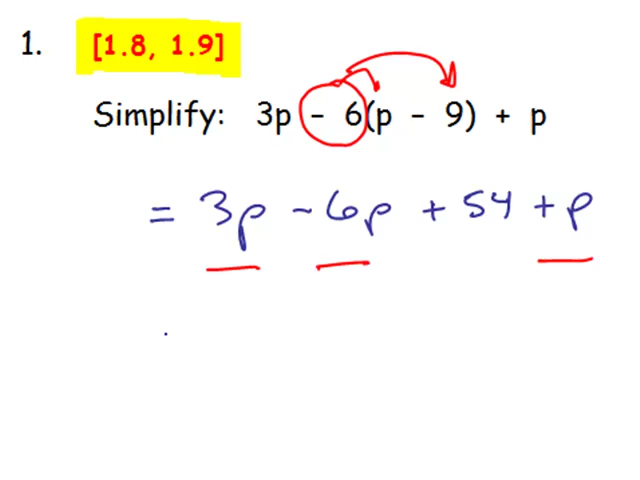 1. [1.8, 1.9]
Simplify: 3p - 6(p - 9) + p
= 3p - 6p + 54 + p